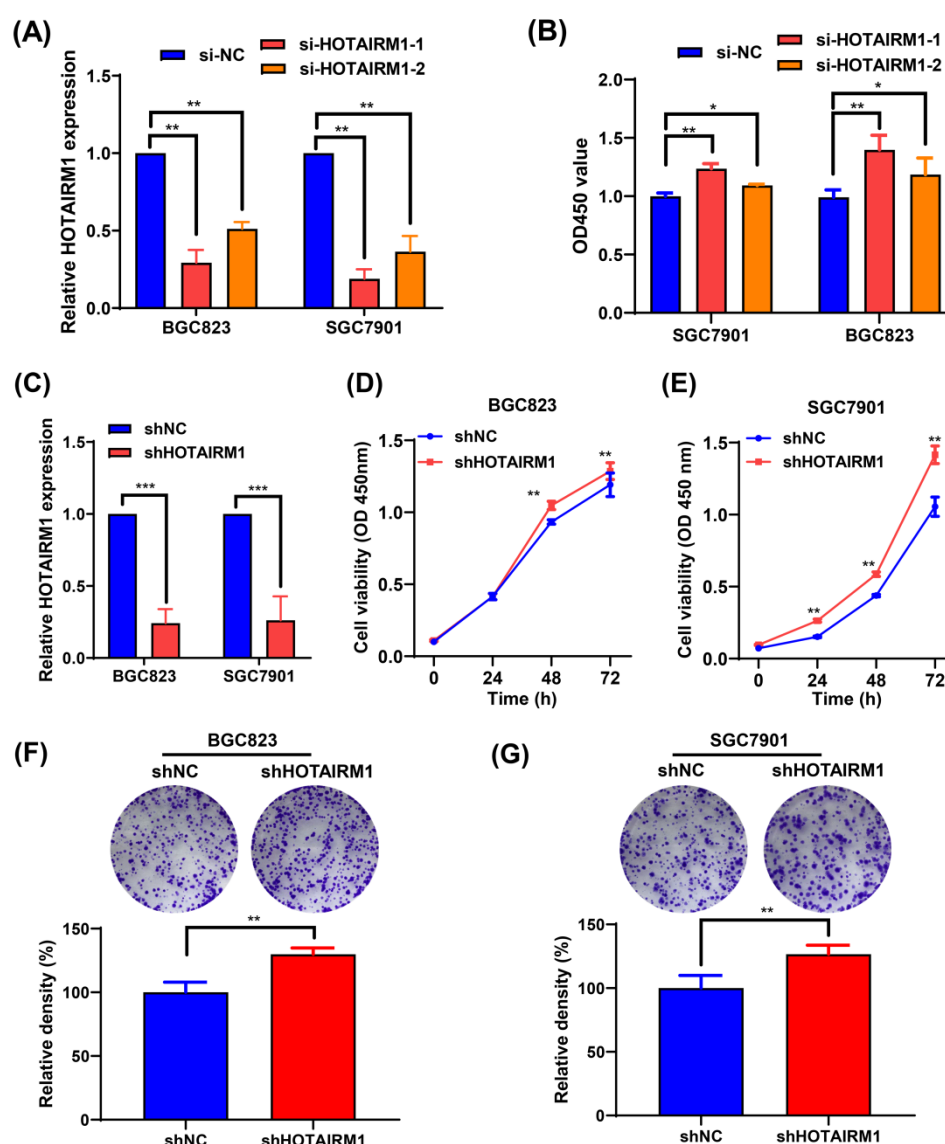 (A)
si-NC
si-HOTAIRM1-1
si-HOTAIRM1-2
Relative HOTAIRM1 expression
1.5
1.0
0.5
0.0
**
**
**
**
BGC823
SGC7901
(B)
si-NC
si-HOTAIRM1-1
si-HOTAIRM1-2
OD450 value
2.0
1.5
1.0
0.5
0.0
*
**
*
**
SGC7901
BGC823
(C)
shNC
shHOTAIRM1
Relative HOTAIRM1 expression
1.5
1.0
0.5
0.0
***
***
BGC823
SGC7901
(D)
BGC823
shNC
shHOTAIRM1
Cell viability (OD 450nm)
1.5
1.0
0.5
0.0
**
**
0 24 48 72
Time (h)
(E)
SGC7901
shNC
shHOTAIRM1
Cell viability (OD 450 nm)
1.5
1.0
0.5
0.0
**
**
**
0 24 48 72
Time (h)
(F)
BGC823
shNC shHOTAIRM1
Relative density (%)
150
100
50
0
**
shNC shHOTAIRM1
(G)
SGC7901
shNC shHOTAIRM1
Relative density (%)
150
100
50
0
**
shNC shHOTAIRM1